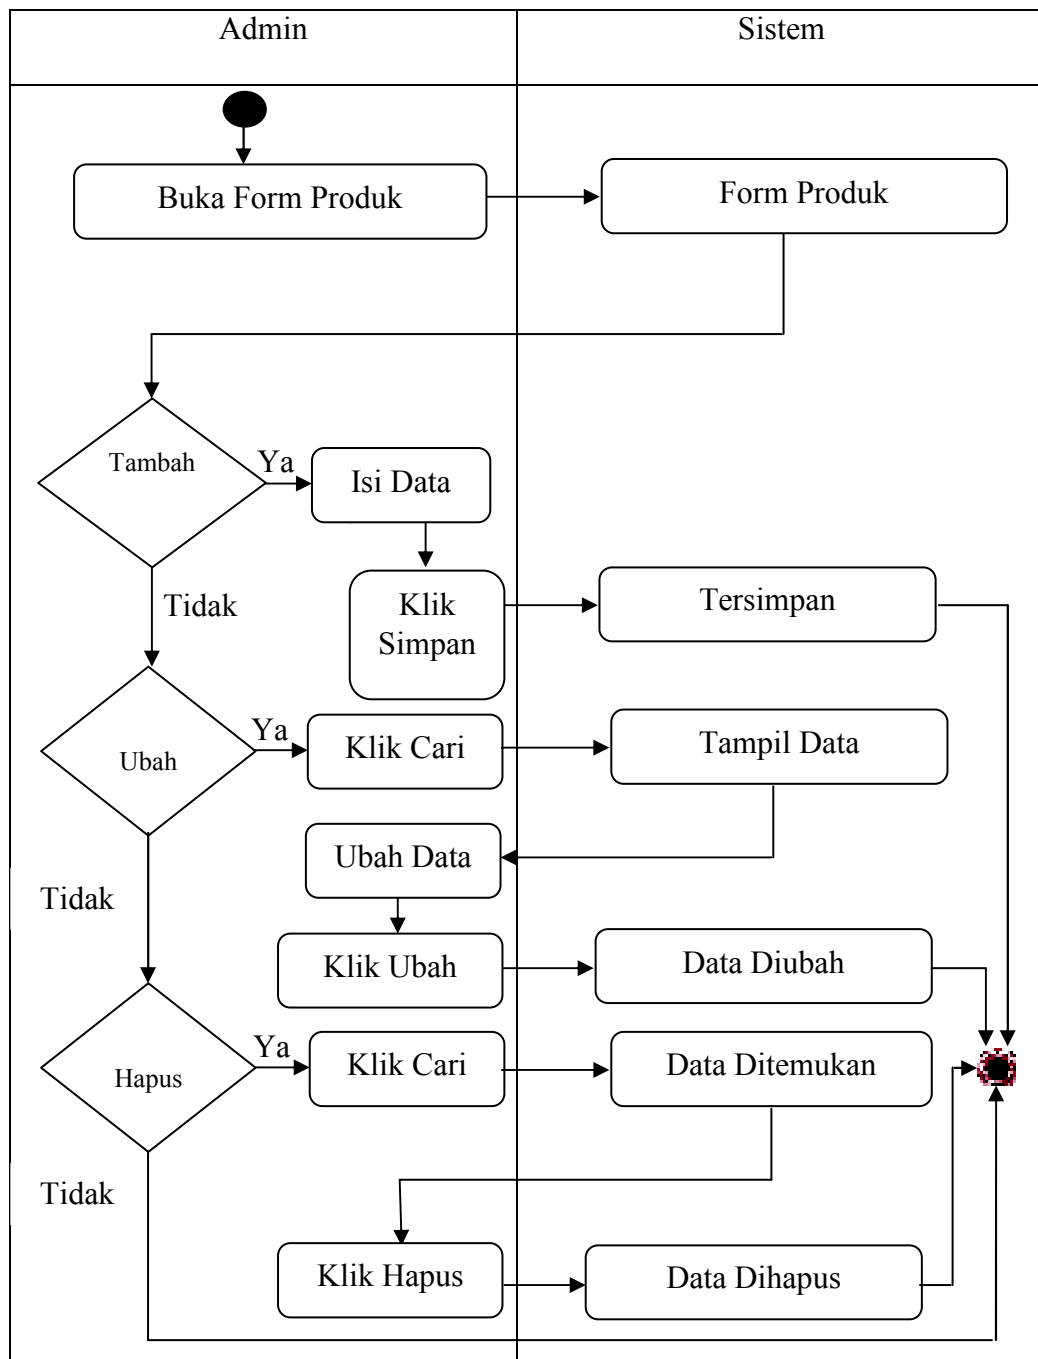 Admin
Sistem
Buka Form Produk
Form Produk
Tambah
Ya
Isi Data
Tidak
Klik
Simpan
Tersimpan
Ubah
Ya
Klik Cari
Tampil Data
Ubah Data
Tidak
Klik Ubah
Data Diubah
Hapus
Ya
Klik Cari
Data Ditemukan
Tidak
Klik Hapus
Data Dihapus